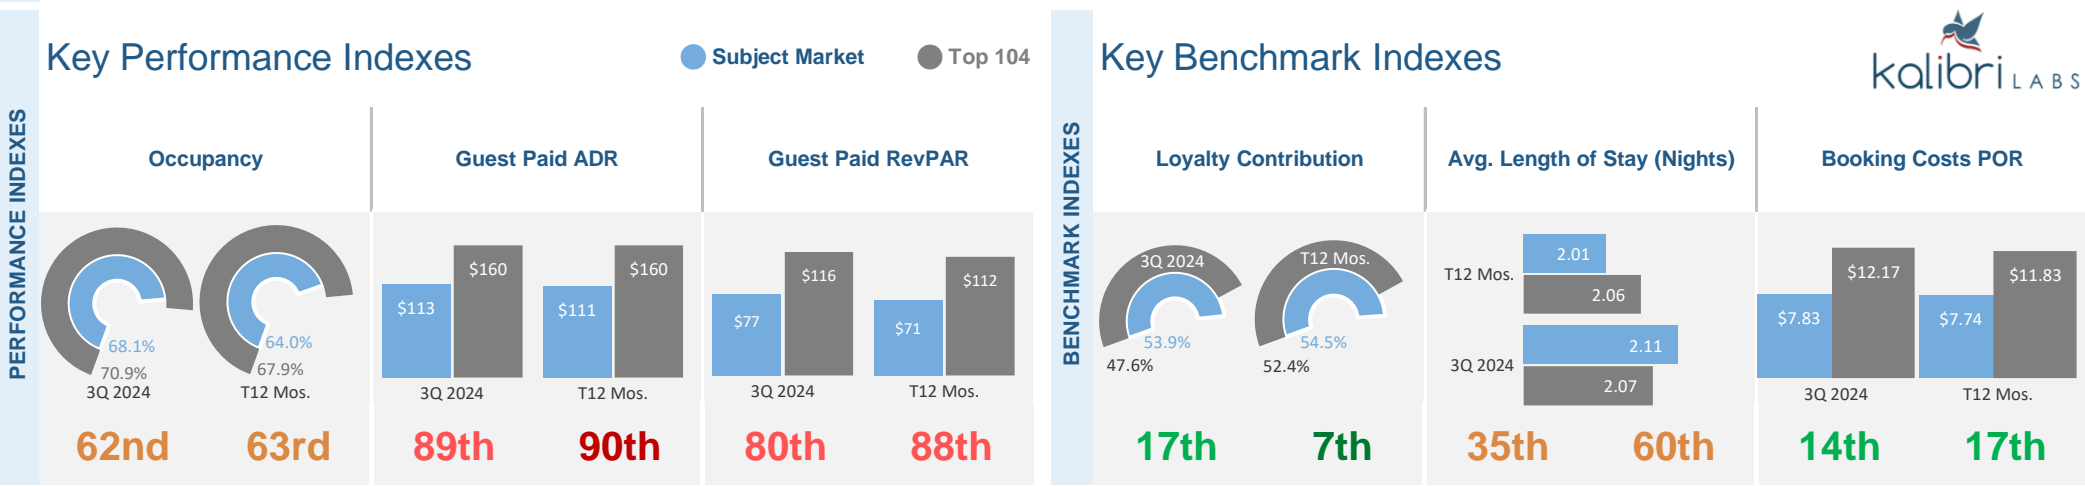 PERFORMANCE INDEXES
Key Performance Indexes
Subject Market
Top 104
Occupancy
Guest Paid ADR
Guest Paid RevPAR
68.1%
70.9%
3Q 2024
64.0%
67.9%
T12 Mos.
$113
$160
3Q 2024
$111
$160
T12 Mos.
$77
$116
3Q 2024
$71
$112
T12 Mos.
62nd
63rd
89th
90th
80th
88th
BENCHMARK INDEXES
Key Benchmark Indexes
kalibri LABS
Loyalty Contribution
Avg. Length of Stay (Nights)
Booking Costs POR
3Q 2024
53.9%
47.6%
T12 Mos.
54.5%
52.4%
T12 Mos.
2.01
2.06
3Q 2024
2.11
2.07
$7.83
$12.17
3Q 2024
$7.74
$11.83
T12 Mos.
17th
7th
35th
60th
14th
17th